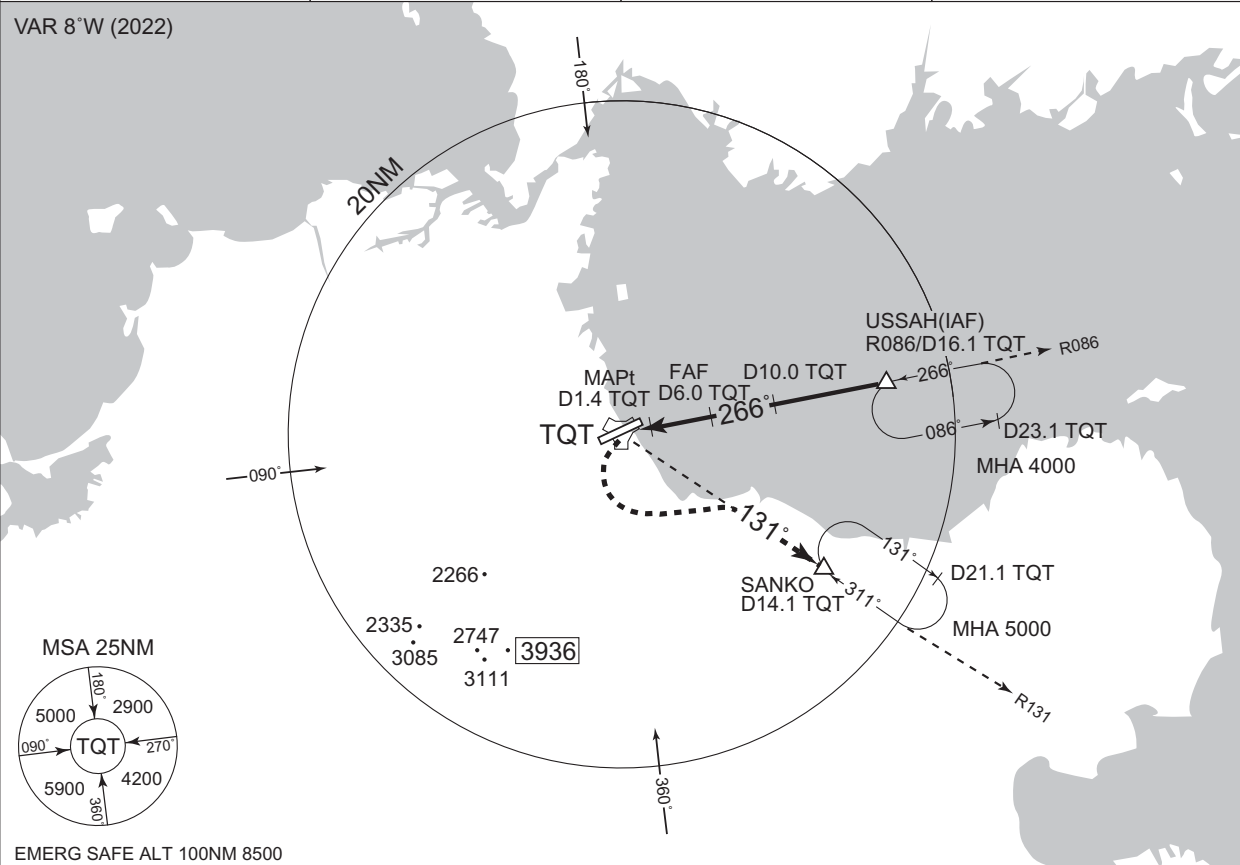 VAR 8°W (2022)
180°
20NM
USSAH(IAF)
R086/D16.1 TQT
R086
266°
MAPt
D1.4 TQT
FAF
D6.0 TQT
D10.0 TQT
266°
TQT
086°
D23.1 TQT
MHA 4000
090°
131°
131°
D21.1 TQT
SANKO
D14.1 TQT
311°
MHA 5000
R131
2266
2335
3085
2747
3936
3111
360°
MSA 25NM
180°
5000
2900
090°
TQT
270°
5900
4200
360°
EMERG SAFE ALT 100NM 8500